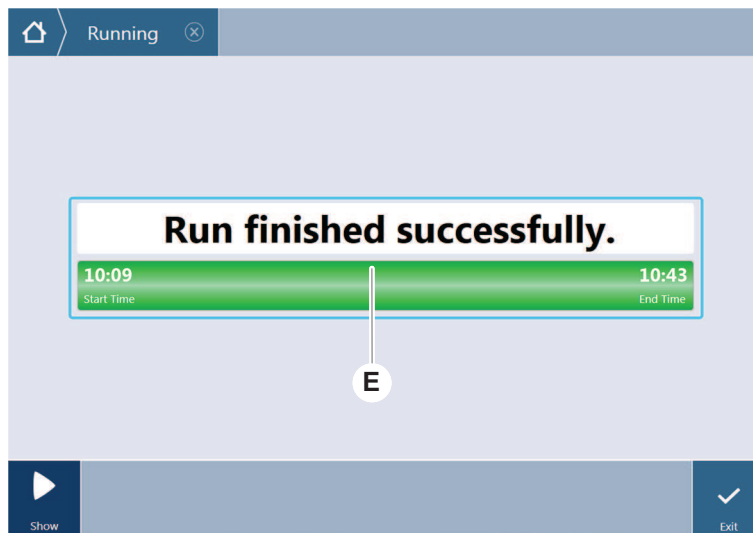 Running
Run finished successfully.
10:09 10:43
Start Time End Time
E
Show Exit